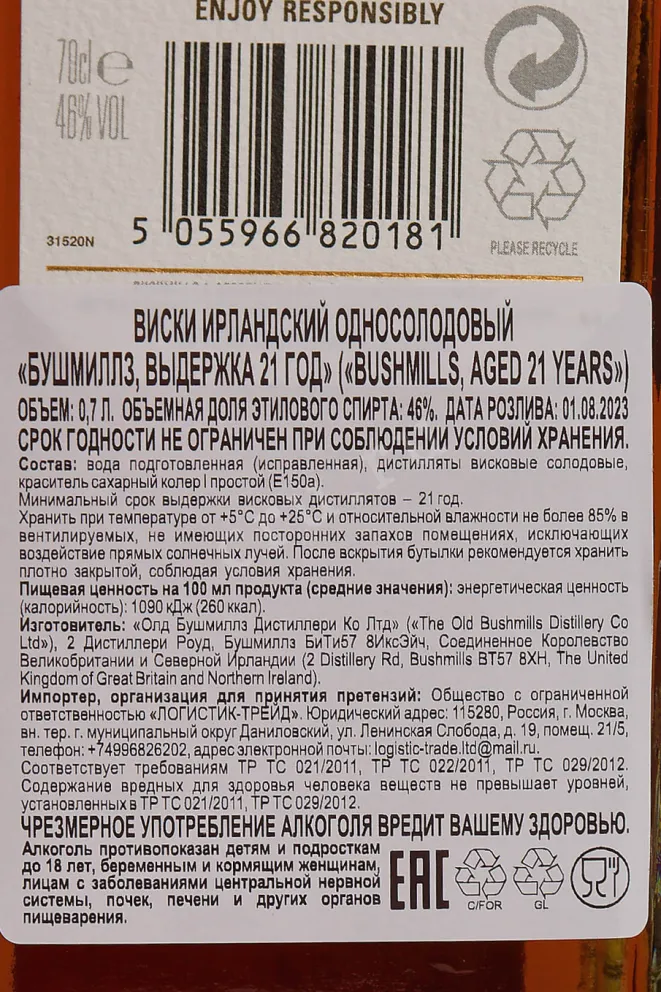 ENJOY RESPONSIBLY
70cl e
46% VOL
31520N
5 055966 820181
PLEASE RECYCLE
ВИСКИ ИРЛАНДСКИЙ ОДНОСОЛОДОВЫЙ
«БУШМИЛЛЗ, ВЫДЕРЖКА 21 ГОД» («BUSHMILLS, AGED 21 YEARS»)
ОБЪЕМ: 0,7 Л. ОБЪЕМНАЯ ДОЛЯ ЭТИЛОВОГО СПИРТА: 46%. ДАТА РОЗЛИВА: 01.08.2023
СРОК ГОДНОСТИ НЕ ОГРАНИЧЕН ПРИ СОБЛЮДЕНИИ УСЛОВИЙ ХРАНЕНИЯ.
Состав: вода подготовленная (исправленная), дистилляты висковые солодовые,
краситель сахарный колер I простой (Е150а).
Минимальный срок выдержки висковых дистиллятов – 21 год.
Хранить при температуре от +5°С до +25°С и относительной влажности не более 85% в
вентилируемых, не имеющих посторонних запахов помещениях, исключающих
воздействие прямых солнечных лучей. После вскрытия бутылки рекомендуется хранить
плотно закрытой, соблюдая условия хранения.
Пищевая ценность на 100 мл продукта (средние значения): энергетическая ценность
(калорийность): 1090 кДж (260 ккал).
Изготовитель: «Олд Бушмиллз Дистиллери Ко Лтд» («The Old Bushmills Distillery Co
Ltd»), 2 Дистиллери Роуд, Бушмиллз БиТи57 8ИксЭйч, Соединенное Королевство
Великобритании и Северной Ирландии (2 Distillery Rd, Bushmills BT57 8XH, The United
Kingdom of Great Britain and Northern Ireland).
Импортер, организация для принятия претензий: Общество с ограниченной
ответственностью «ЛОГИСТИК-ТРЕЙД». Юридический адрес: 115280, Россия, г. Москва,
вн. тер. г. муниципальный округ Даниловский, ул. Ленинская Слобода, д. 19, помещ. 21/5,
телефон: +74996826202, адрес электронной почты: logistic-trade.ltd@mail.ru.
Соответствует требованиям ТР ТС 021/2011, ТР ТС 022/2011, ТР ТС 029/2012.
Содержание вредных для здоровья человека веществ не превышает уровней,
установленных в ТР ТС 021/2011, ТР ТС 029/2012.
ЧРЕЗМЕРНОЕ УПОТРЕБЛЕНИЕ АЛКОГОЛЯ ВРЕДИТ ВАШЕМУ ЗДОРОВЬЮ.
Алкоголь противопоказан детям и подросткам
до 18 лет, беременным и кормящим женщинам,
лицам с заболеваниями центральной нервной
системы, почек, печени и других органов
пищеварения.
EAC
C/FOR
GL